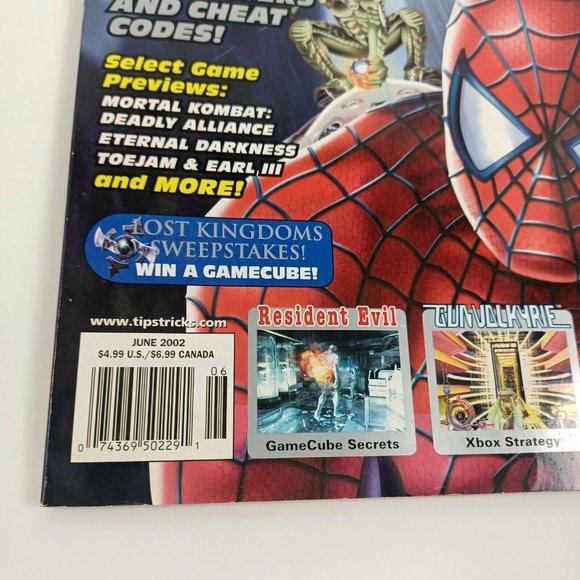 AND CHEAT
CODES!
Select Game
Previews:
MORTAL KOMBAT:
DEADLY ALLIANCE
ETERNAL DARKNESS
TOEJAM & EARL III
and MORE!
LOST KINGDOMS
SWEEPSTAKES!
WIN A GAMECUBE!
www.tipstricks.com
JUNE 2002
$4.99 U.S./$6.99 CANADA
06
0 74369 50229 1
Resident Evil
GameCube Secrets
GUNVALKYRIE
Xbox Strategy